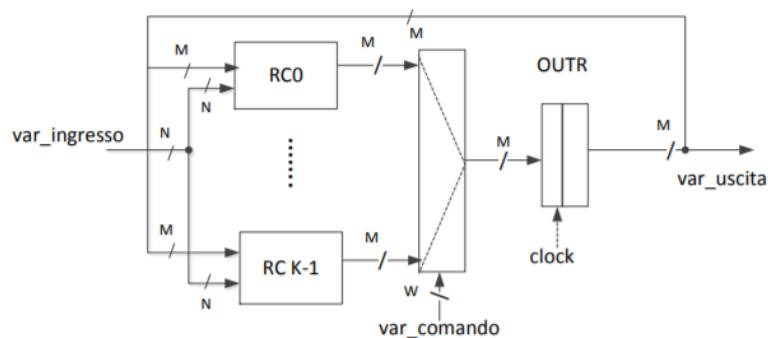 M
M
M
RC0
OUTR
N
M
M
N
var_ingresso
var_uscita
M
M
RC K-1
clock
N
W
var_comando